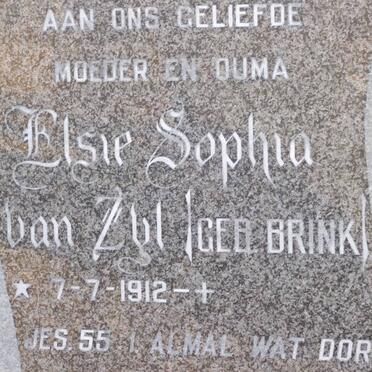 AAN ONS GELIEFDE
MOEDER EN OUMA
Elsie Sophia
van Zyl (GEB. BRINK)
★ 7-7-1912 - +
JES. 55 1. ALMAL WAT DOR